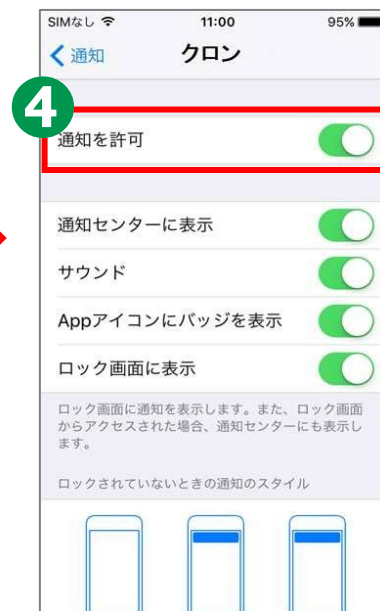 SIMなし 11:00 95%
通知 クロン
4
通知を許可
通知センターに表示
サウンド
Appアイコンにバッジを表示
ロック画面に表示
ロック画面に通知を表示します。また、ロック画面
からアクセスされた場合、通知センターにも表示し
ます。
ロックされていないときの通知のスタイル